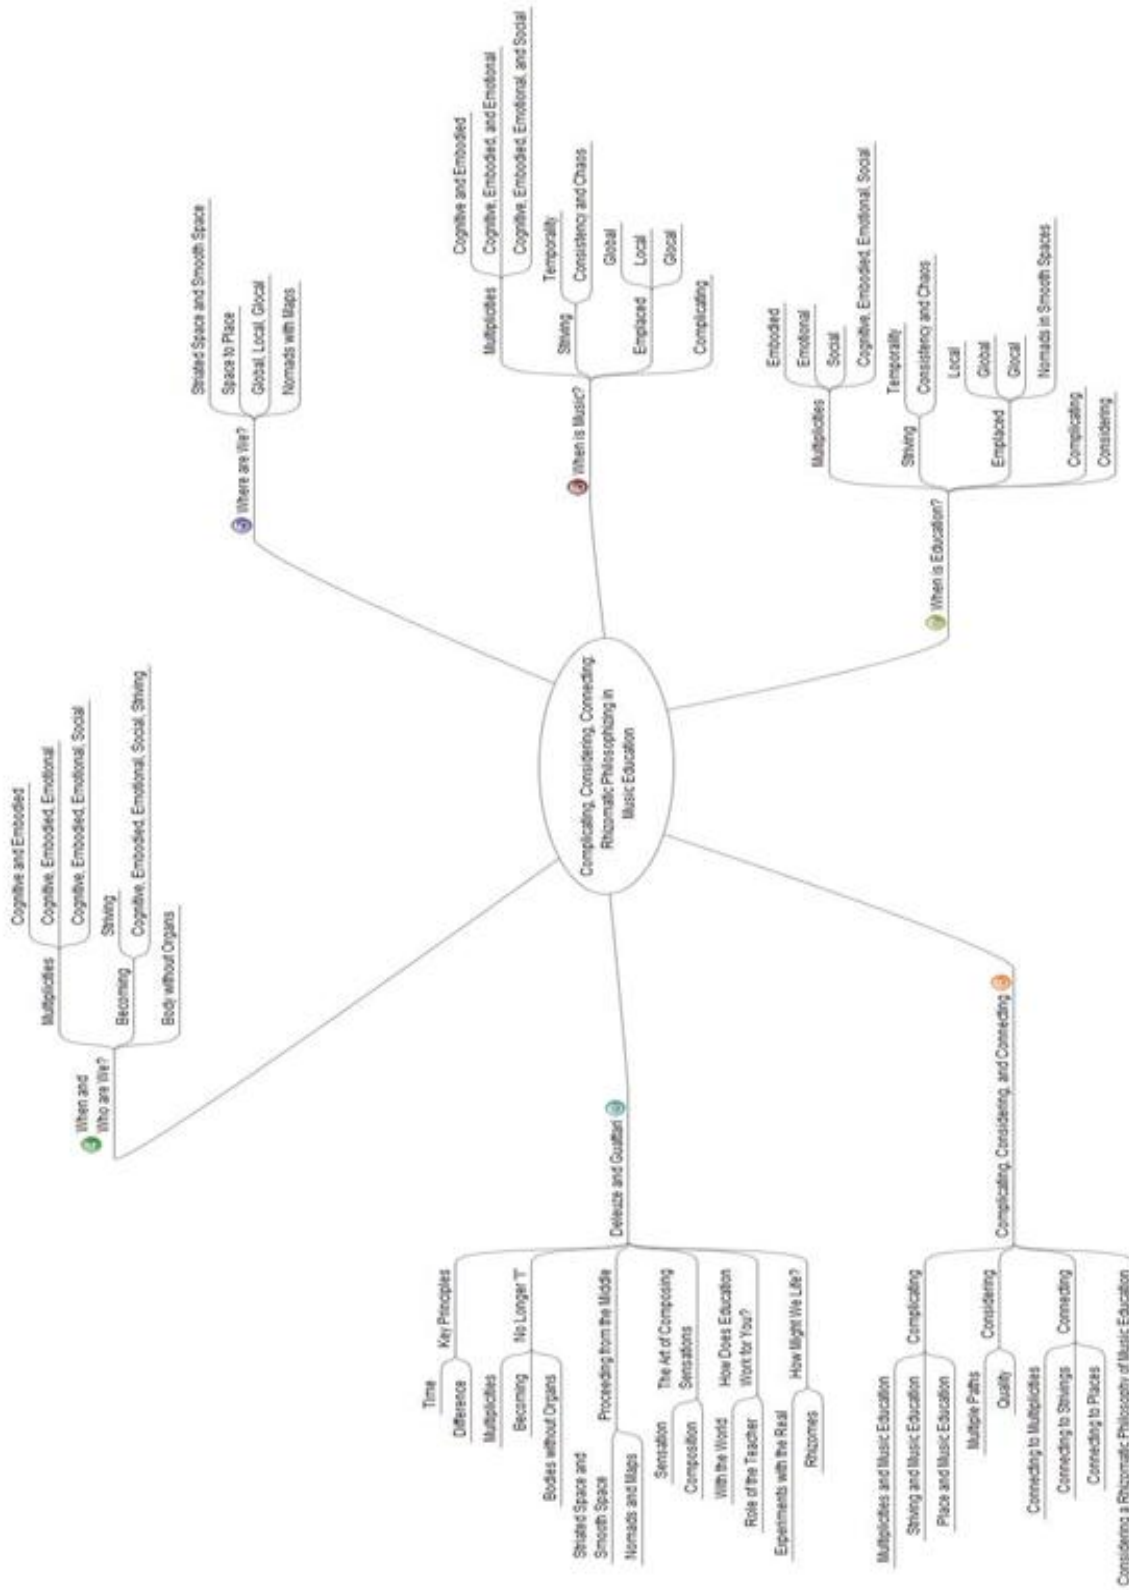 Complicating, Considering, Connecting:
Rhizomatic Philosophizing in
Music Education
When and
Who are We?
Multiplicities
Cognitive and Embodied
Cognitive, Embodied, Emotional
Cognitive, Embodied, Emotional, Social
Becoming
Striving
Cognitive, Embodied, Emotional, Social, Striving
Body without Organs
Where are We?
Striated Space and Smooth Space
Space to Place
Global, Local, Glocal
Nomads with Maps
When is Music?
Multiplicities
Cognitive and Embodied
Cognitive, Embodied, and Emotional
Cognitive, Embodied, Emotional, and Social
Striving
Temporality
Consistency and Chaos
Emplaced
Global
Local
Glocal
Complicating
When is Education?
Multiplicities
Embodied
Emotional
Social
Cognitive, Embodied, Emotional, Social
Striving
Temporality
Consistency and Chaos
Emplaced
Local
Global
Glocal
Nomads in Smooth Spaces
Complicating
Considering
Deleuze and Guattari
Key Principles
Time
Difference
No Longer "I"
Multiplicities
Becoming
Bodies without Organs
Proceeding from the Middle
Striated Space and
Smooth Space
Nomads and Maps
The Art of Composing
Sensations
Sensation
Composition
How Does Education
Work for You?
With the World
Role of the Teacher
How Might We Life?
Experiments with the Real
Rhizomes
Complicating, Considering, and Connecting
Complicating
Multiplicities and Music Education
Striving and Music Education
Place and Music Education
Considering
Multiple Paths
Quality
Connecting
Connecting to Multiplicities
Connecting to Strivings
Connecting to Places
Considering a Rhizomatic Philosophy of Music Education